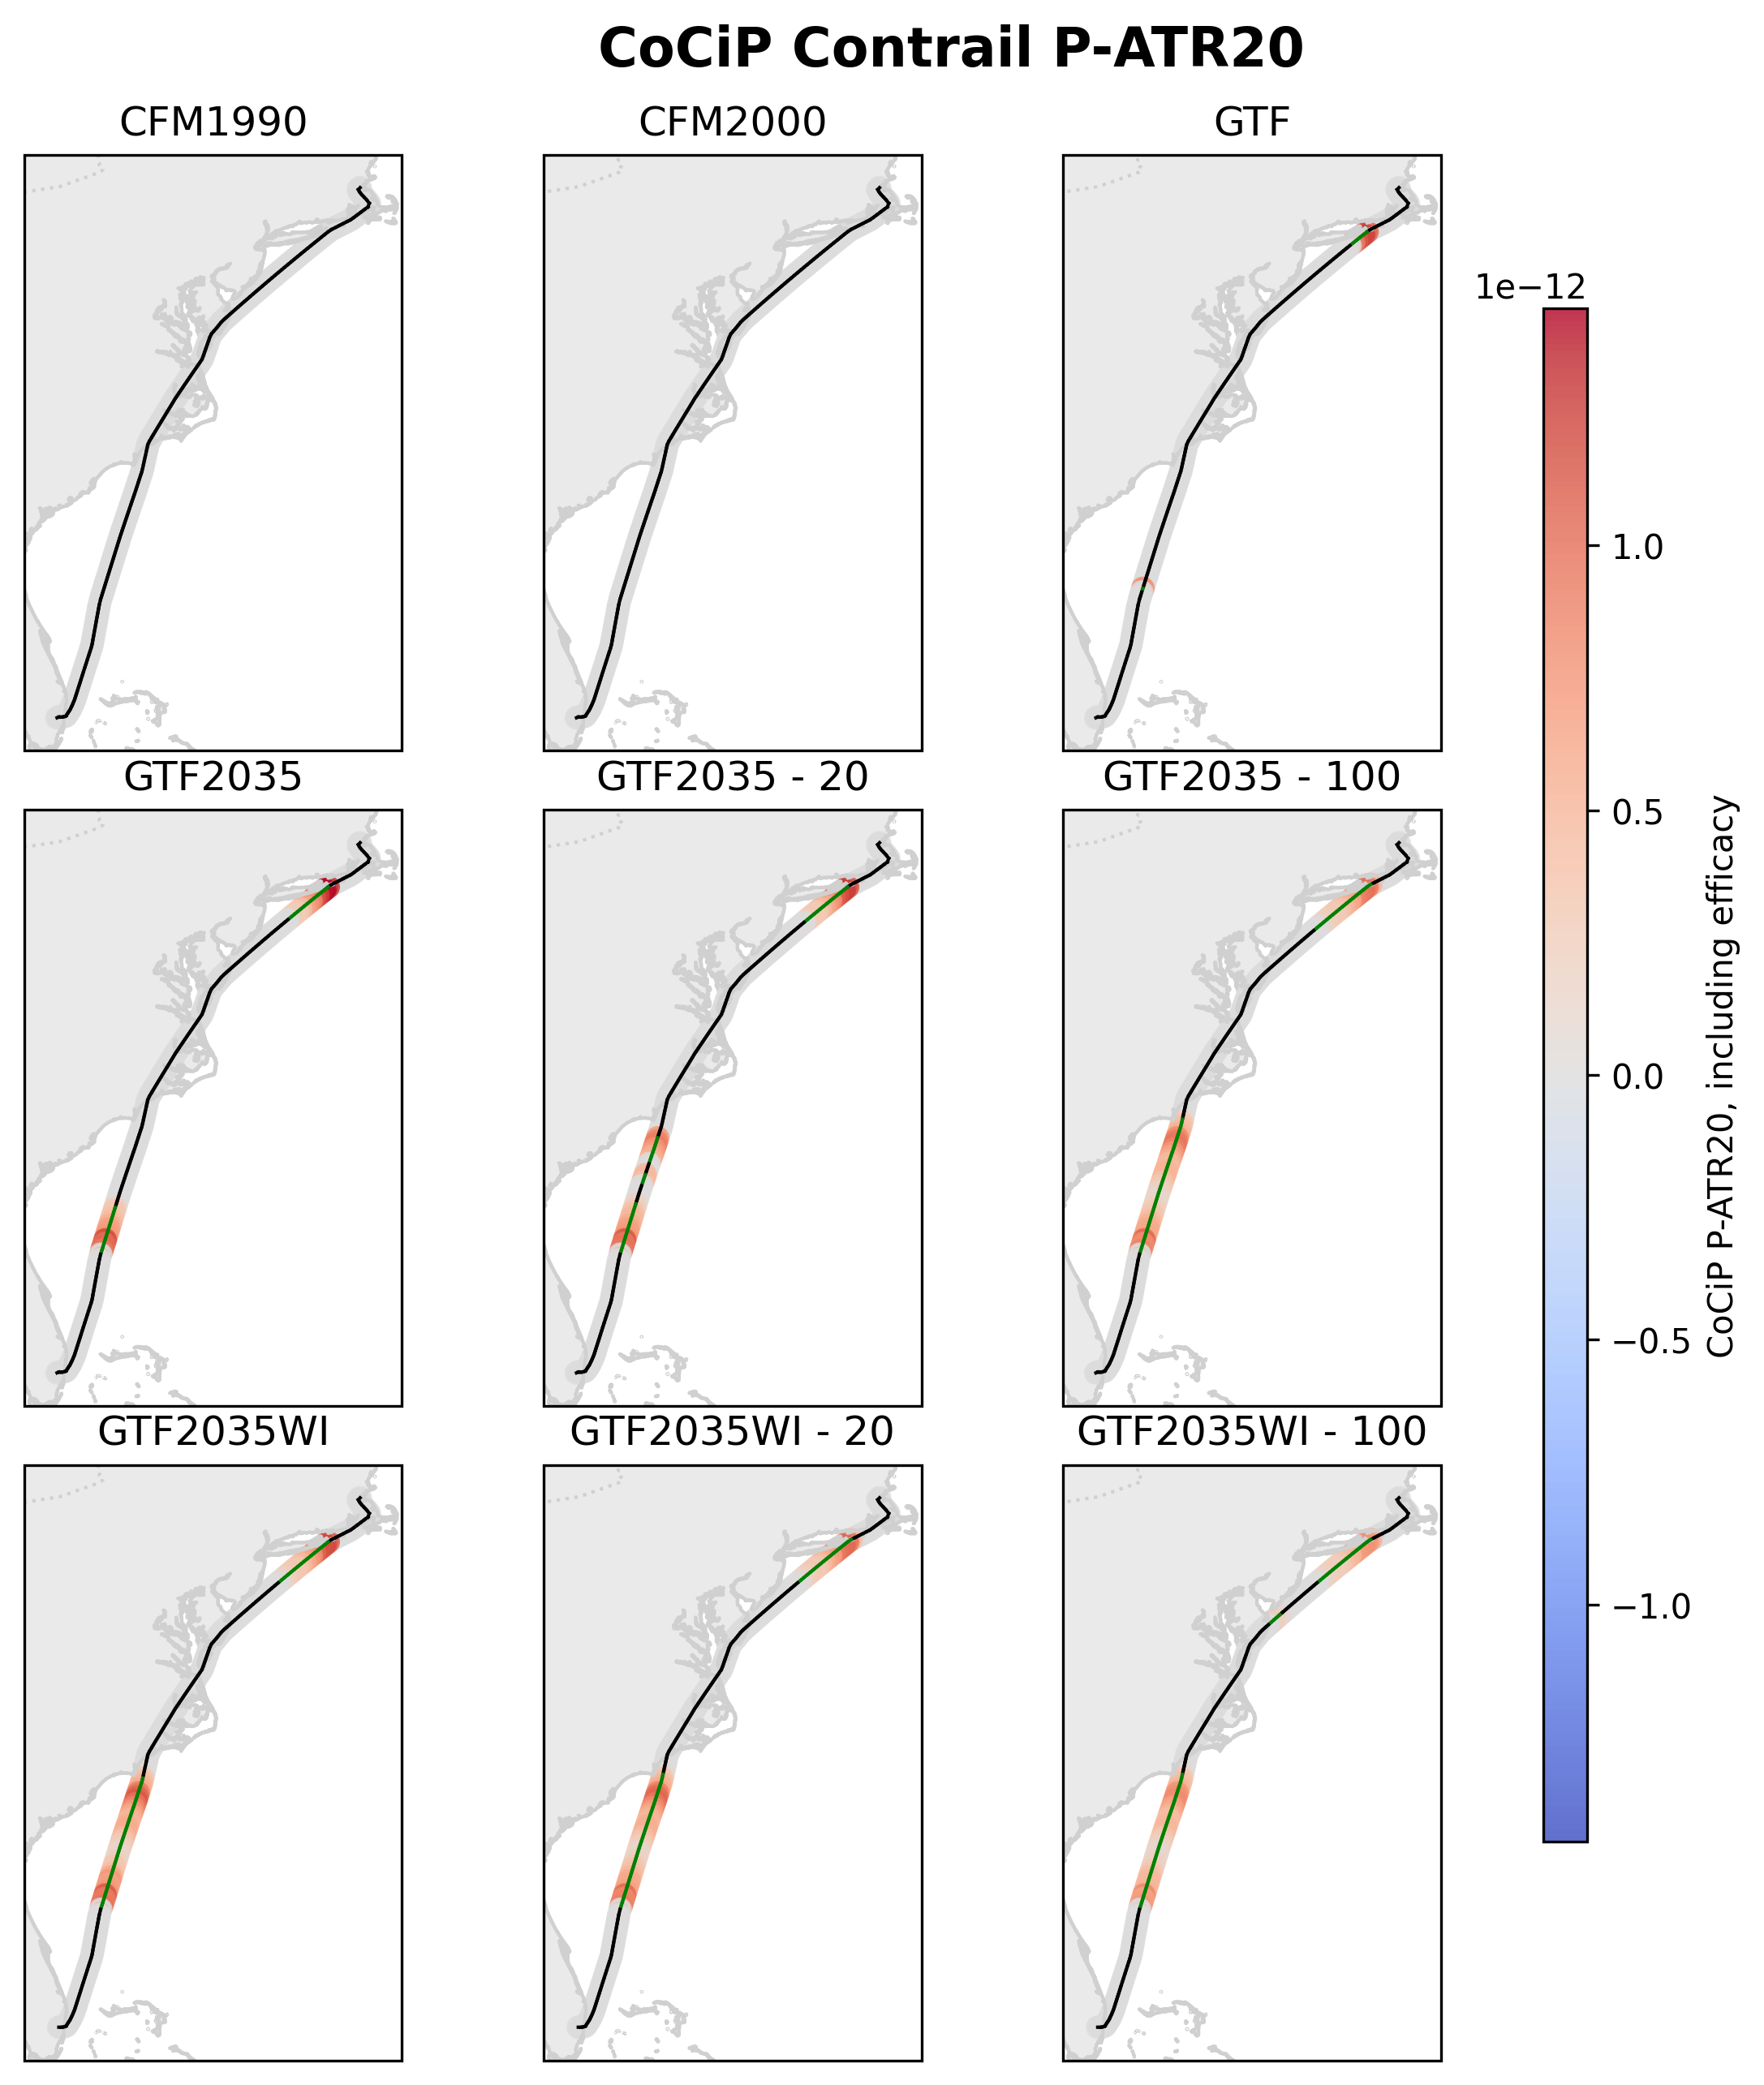 CoCiP Contrail P-ATR20
CFM1990
CFM2000
GTF
1e−12
1.0
0.5
0.0
−0.5
−1.0
CoCiP P-ATR20, including efficacy
GTF2035
GTF2035 - 20
GTF2035 - 100
GTF2035WI
GTF2035WI - 20
GTF2035WI - 100